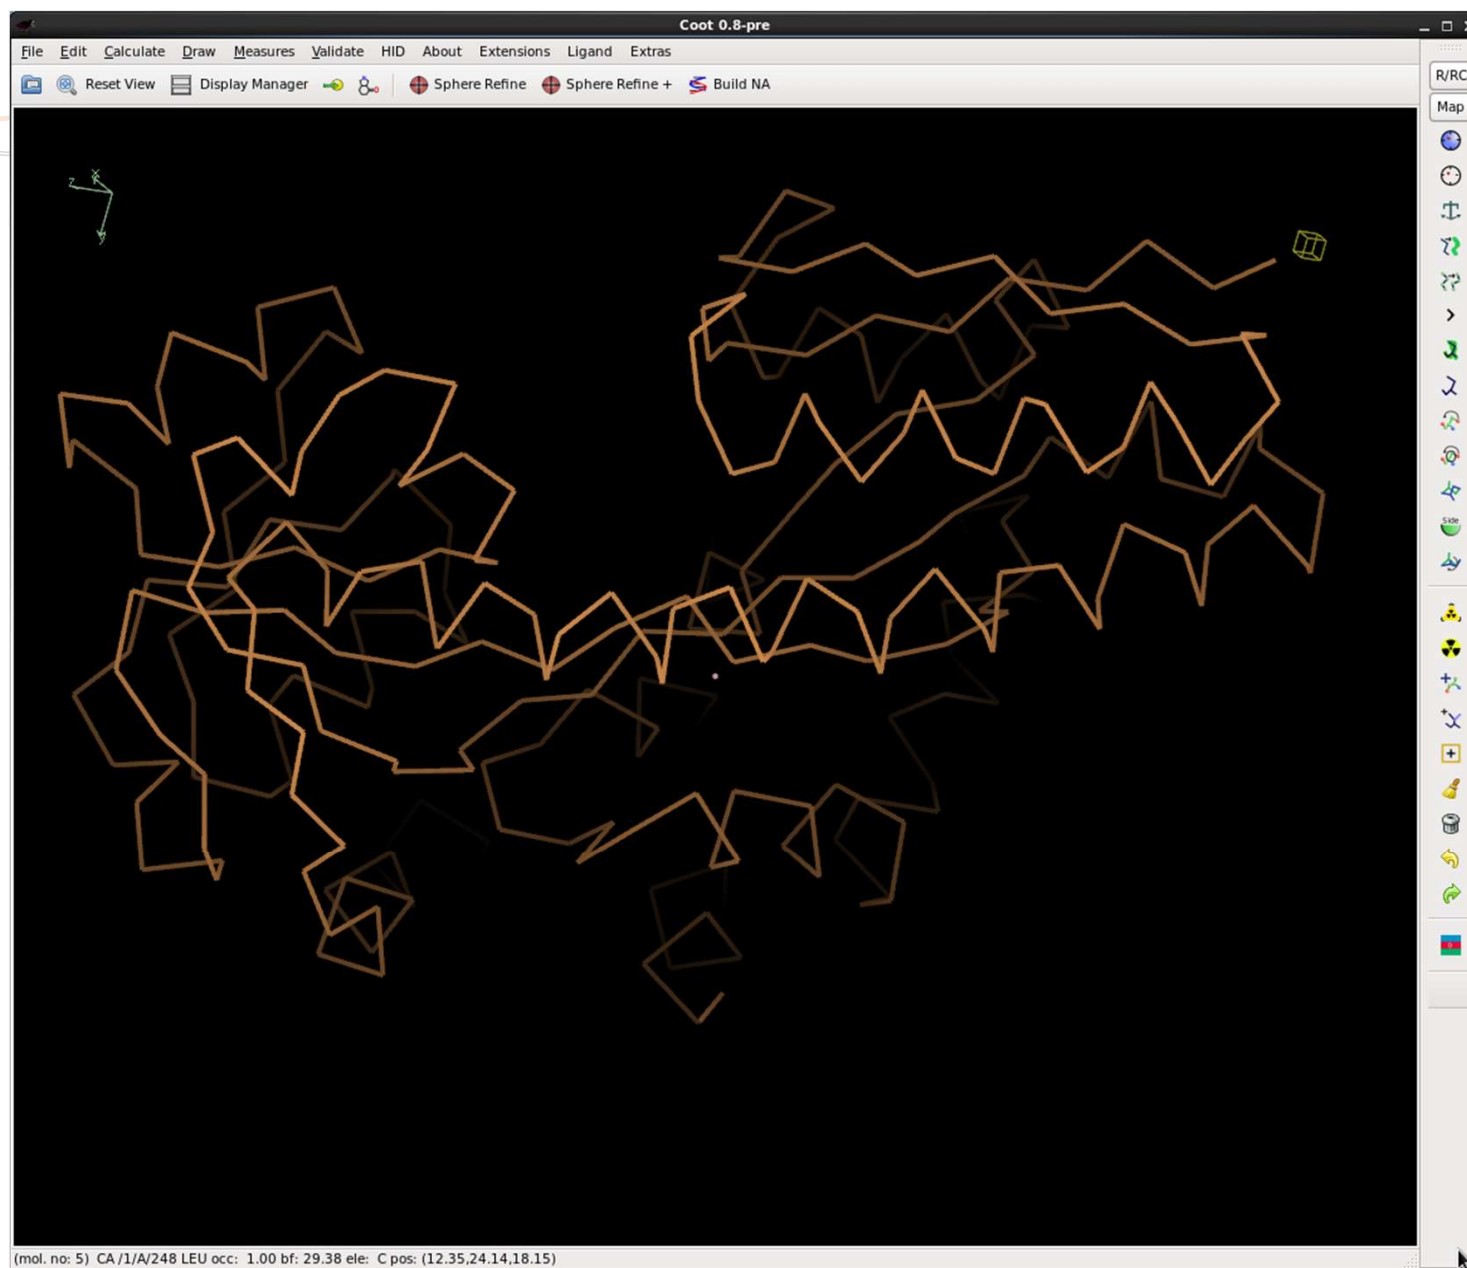 Coot 0.8-pre
File Edit Calculate Draw Measures Validate HID About Extensions Ligand Extras
Reset View Display Manager Sphere Refine Sphere Refine + Build NA
R/RC
Map
z x
y
Side
(mol. no: 5) CA /1/A/248 LEU occ: 1.00 bf: 29.38 ele: C pos: (12.35,24.14,18.15)